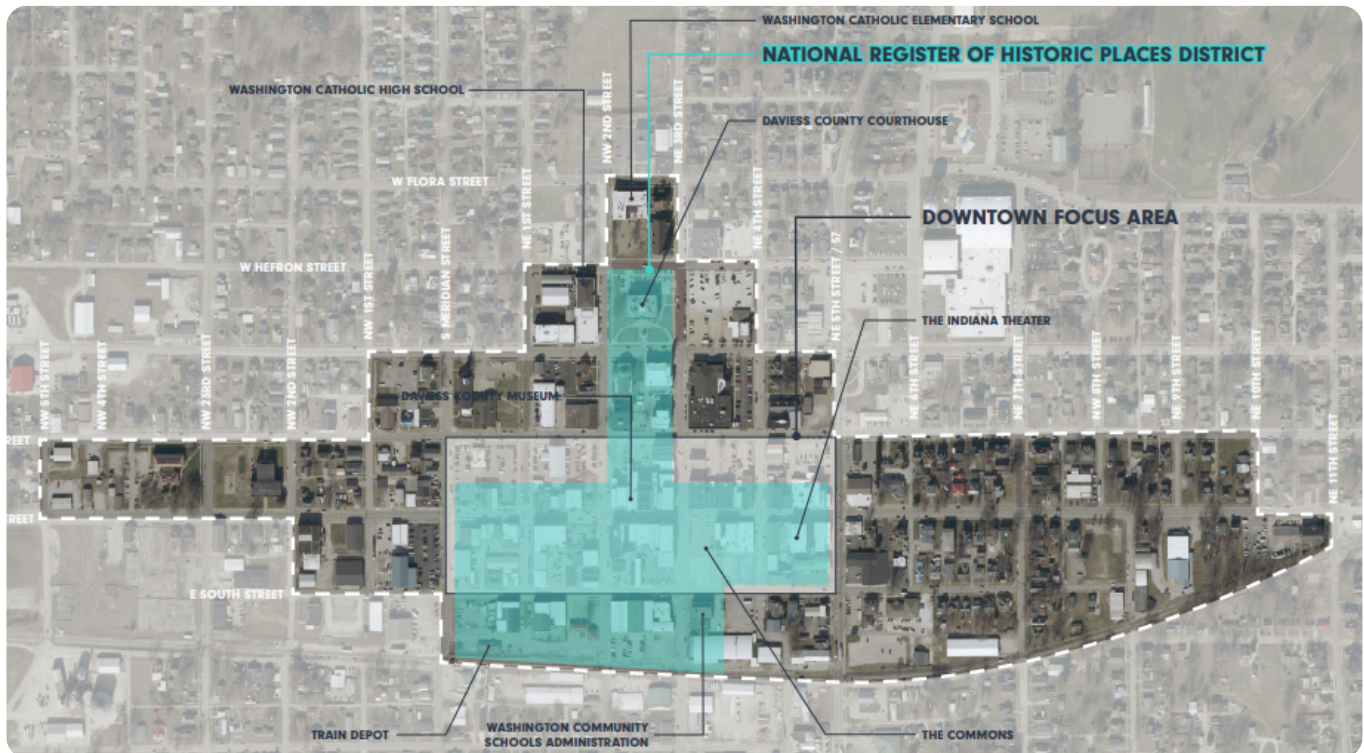 WASHINGTON CATHOLIC ELEMENTARY SCHOOL
NATIONAL REGISTER OF HISTORIC PLACES DISTRICT
WASHINGTON CATHOLIC HIGH SCHOOL
NW 2ND STREET
NE 3RD STREET
DAVIESS COUNTY COURTHOUSE
W FLORA STREET
NE 1ST STREET
NE 4TH STREET
DOWNTOWN FOCUS AREA
W HEFRON STREET
NW 1ST STREET
S MERIDIAN STREET
NE 5TH STREET / 57
THE INDIANA THEATER
NW 5TH STREET
NW 4TH STREET
NW 23RD STREET
NW 2ND STREET
DAVIESS COUNTY MUSEUM
NE 6TH STREET
NE 7TH STREET
NW 8TH STREET
NE 9TH STREET
NE 10TH STREET
NE 11TH STREET
REET
TREET
E SOUTH STREET
TRAIN DEPOT
WASHINGTON COMMUNITY
SCHOOLS ADMINISTRATION
THE COMMONS